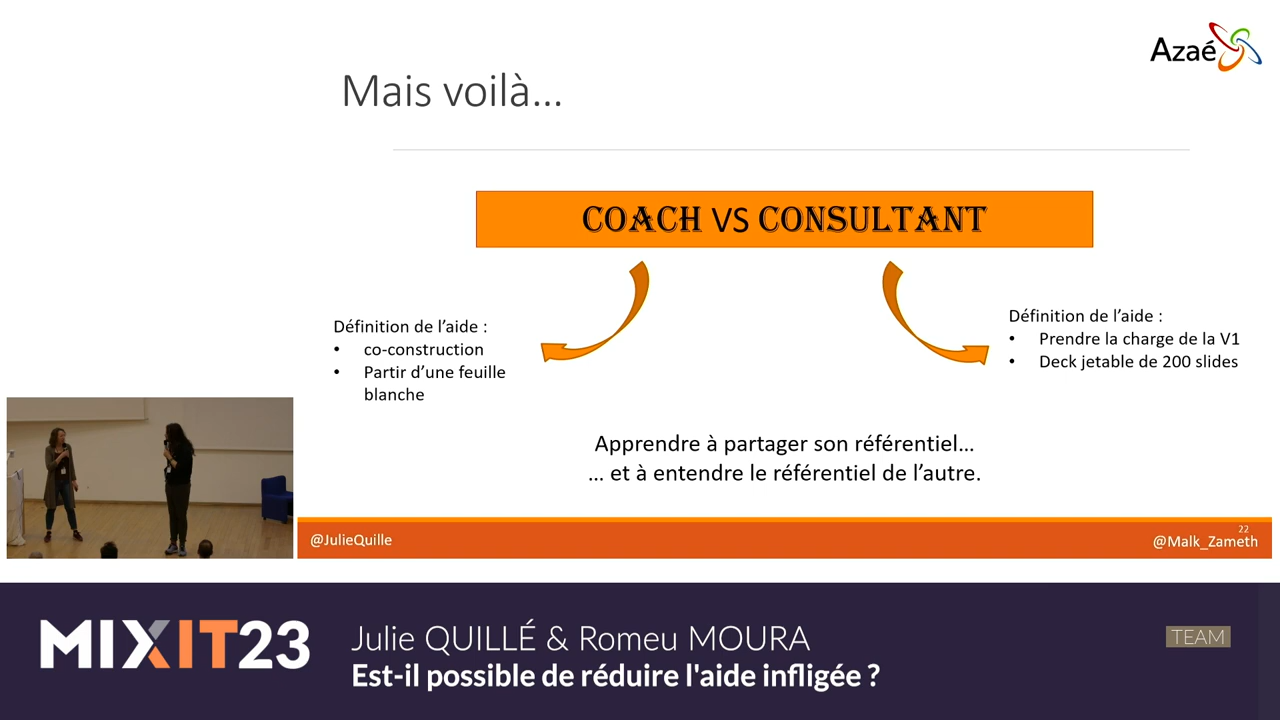 Azaé
Mais voilà...
COACH VS CONSULTANT
Définition de l'aide :
• co-construction
• Partir d'une feuille
blanche
Définition de l'aide :
• Prendre la charge de la V1
• Deck jetable de 200 slides
Apprendre à partager son référentiel...
... et à entendre le référentiel de l'autre.
22
@JulieQuille
@Malk_Zameth
MIXIT23
Julie QUILLÉ & Romeu MOURA
TEAM
Est-il possible de réduire l'aide infligée ?